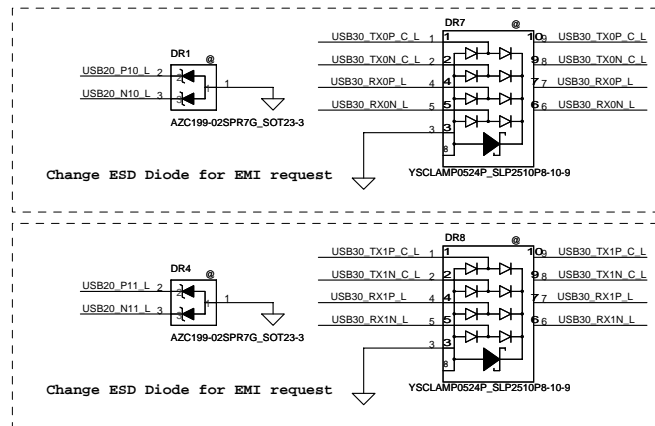 DR7 @
USB30_TX0P_C_L 1 1 10 9 USB30_TX0P_C_L
DR1
@
USB30_TX0N_C_L 2 2 9 8 USB30_TX0N_C_L
USB20_P10_L 2 2
1 1
USB30_RX0P_L 4 4 7 7 USB30_RX0P_L
USB20_N10_L 3 3
USB30_RX0N_L 5 5 6 6 USB30_RX0N_L
AZC199-02SPR7G_SOT23-3
3 3
8
Change ESD Diode for EMI request
YSCLAMP0524P_SLP2510P8-10-9
DR8 @
USB30_TX1P_C_L 1 1 10 9 USB30_TX1P_C_L
DR4
@
USB30_TX1N_C_L 2 2 9 8 USB30_TX1N_C_L
USB20_P11_L 2 2
1 1
USB30_RX1P_L 4 4 7 7 USB30_RX1P_L
USB20_N11_L 3 3
USB30_RX1N_L 5 5 6 6 USB30_RX1N_L
AZC199-02SPR7G_SOT23-3
3 3
8
Change ESD Diode for EMI request
YSCLAMP0524P_SLP2510P8-10-9